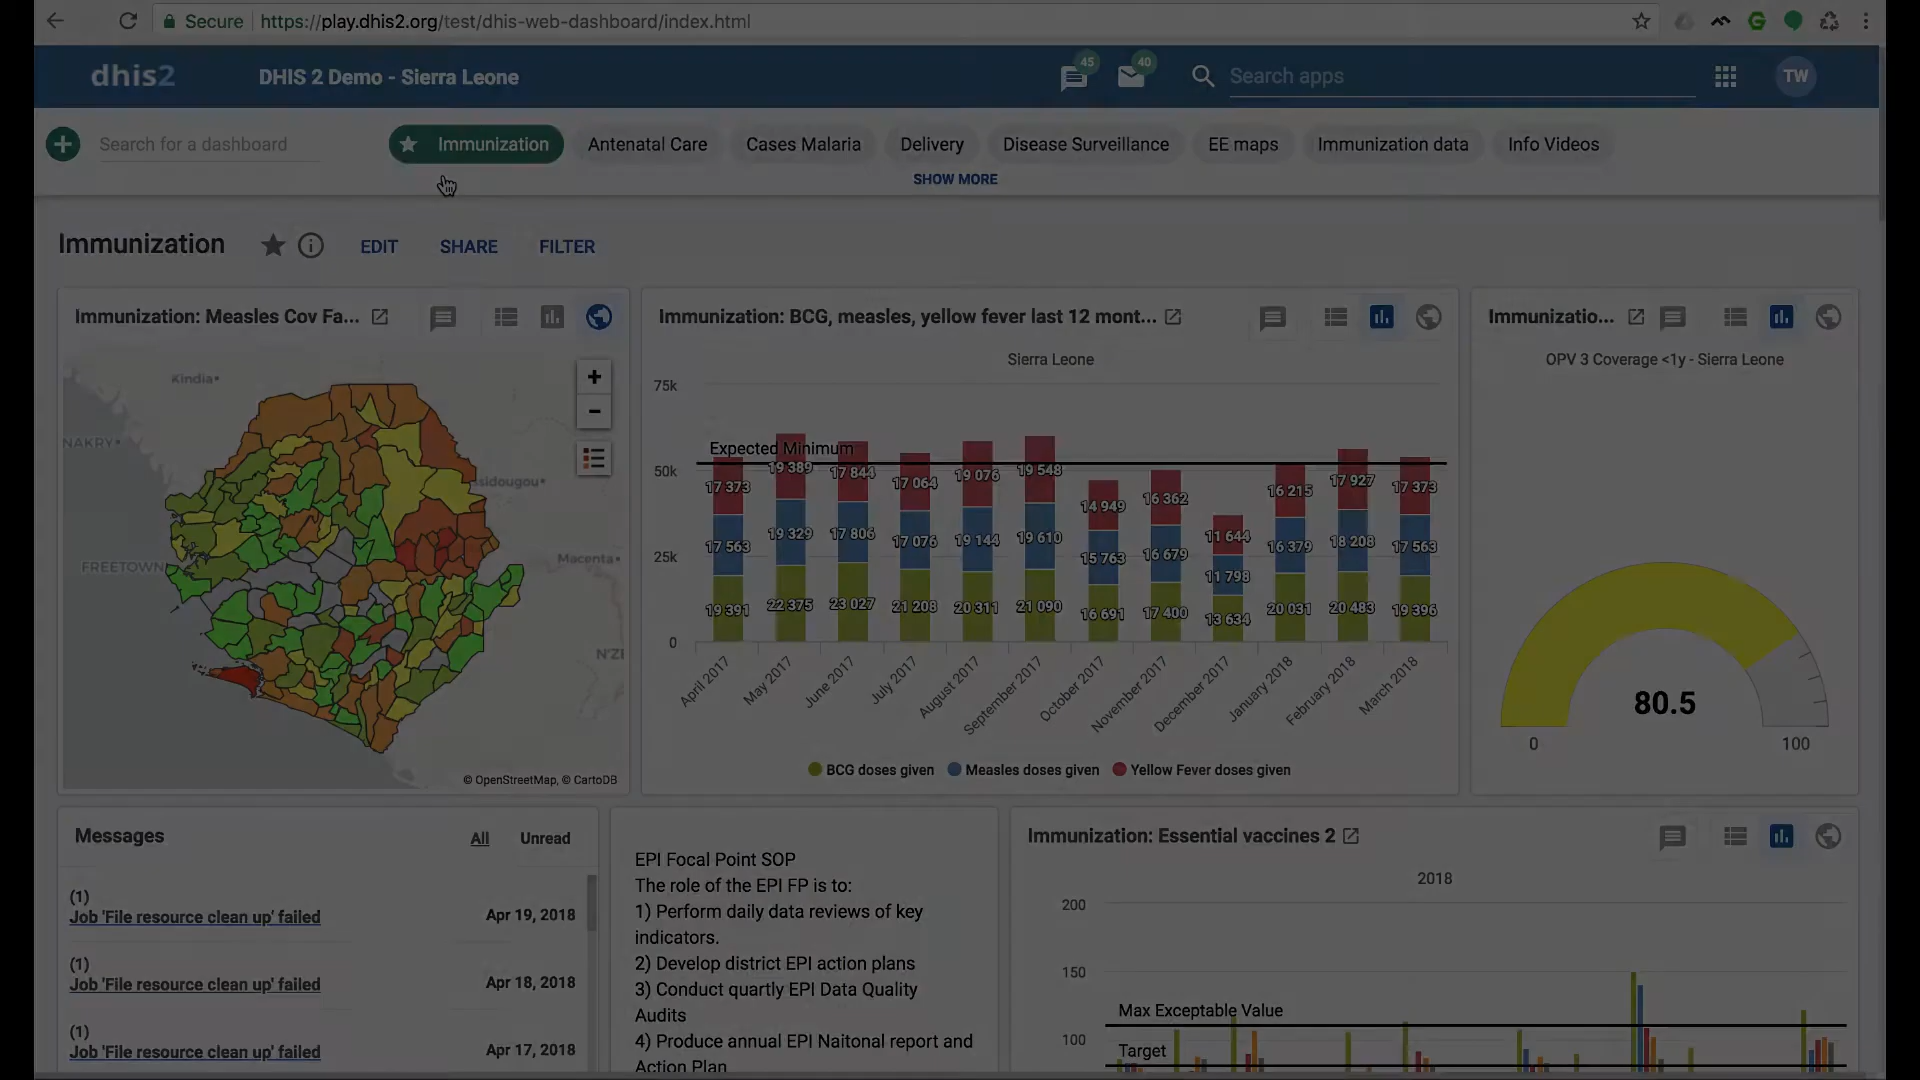 Secure https://play.dhis2.org/test/dhis-web-dashboard/index.html
dhis2 DHIS 2 Demo - Sierra Leone 45 40 Search apps TW
Search for a dashboard Immunization Antenatal Care Cases Malaria Delivery Disease Surveillance EE maps Immunization data Info Videos
SHOW MORE
Immunization EDIT SHARE FILTER
Immunization: Measles Cov Fa...
Kindia
NAKRY
FREETOWN
Macenta
N'ZE
+
−
© OpenStreetMap, © CartoDB
Immunization: BCG, measles, yellow fever last 12 mont...
Sierra Leone
75k
50k
25k
0
Expected Minimum
17 373 19 389 17 844 17 064 19 076 19 548 14 949 16 362 11 644 16 215 17 927 17 373
17 563 19 329 17 806 17 076 19 144 19 610 15 763 16 679 11 798 16 379 18 208 17 563
19 391 22 375 23 027 21 208 20 311 21 090 16 691 17 400 13 634 20 031 20 483 19 396
April 2017 May 2017 June 2017 July 2017 August 2017 September 2017 October 2017 November 2017 December 2017 January 2018 February 2018 March 2018
BCG doses given Measles doses given Yellow Fever doses given
Immunizatio...
OPV 3 Coverage <1y - Sierra Leone
80.5
0 100
Messages All Unread
(1)
Job 'File resource clean up' failed Apr 19, 2018
(1)
Job 'File resource clean up' failed Apr 18, 2018
(1)
Job 'File resource clean up' failed Apr 17, 2018
EPI Focal Point SOP
The role of the EPI FP is to:
1) Perform daily data reviews of key
indicators.
2) Develop district EPI action plans
3) Conduct quartly EPI Data Quality
Audits
4) Produce annual EPI Naitonal report and
Action Plan
Immunization: Essential vaccines 2
2018
200
150
100
Max Exceptable Value
Target